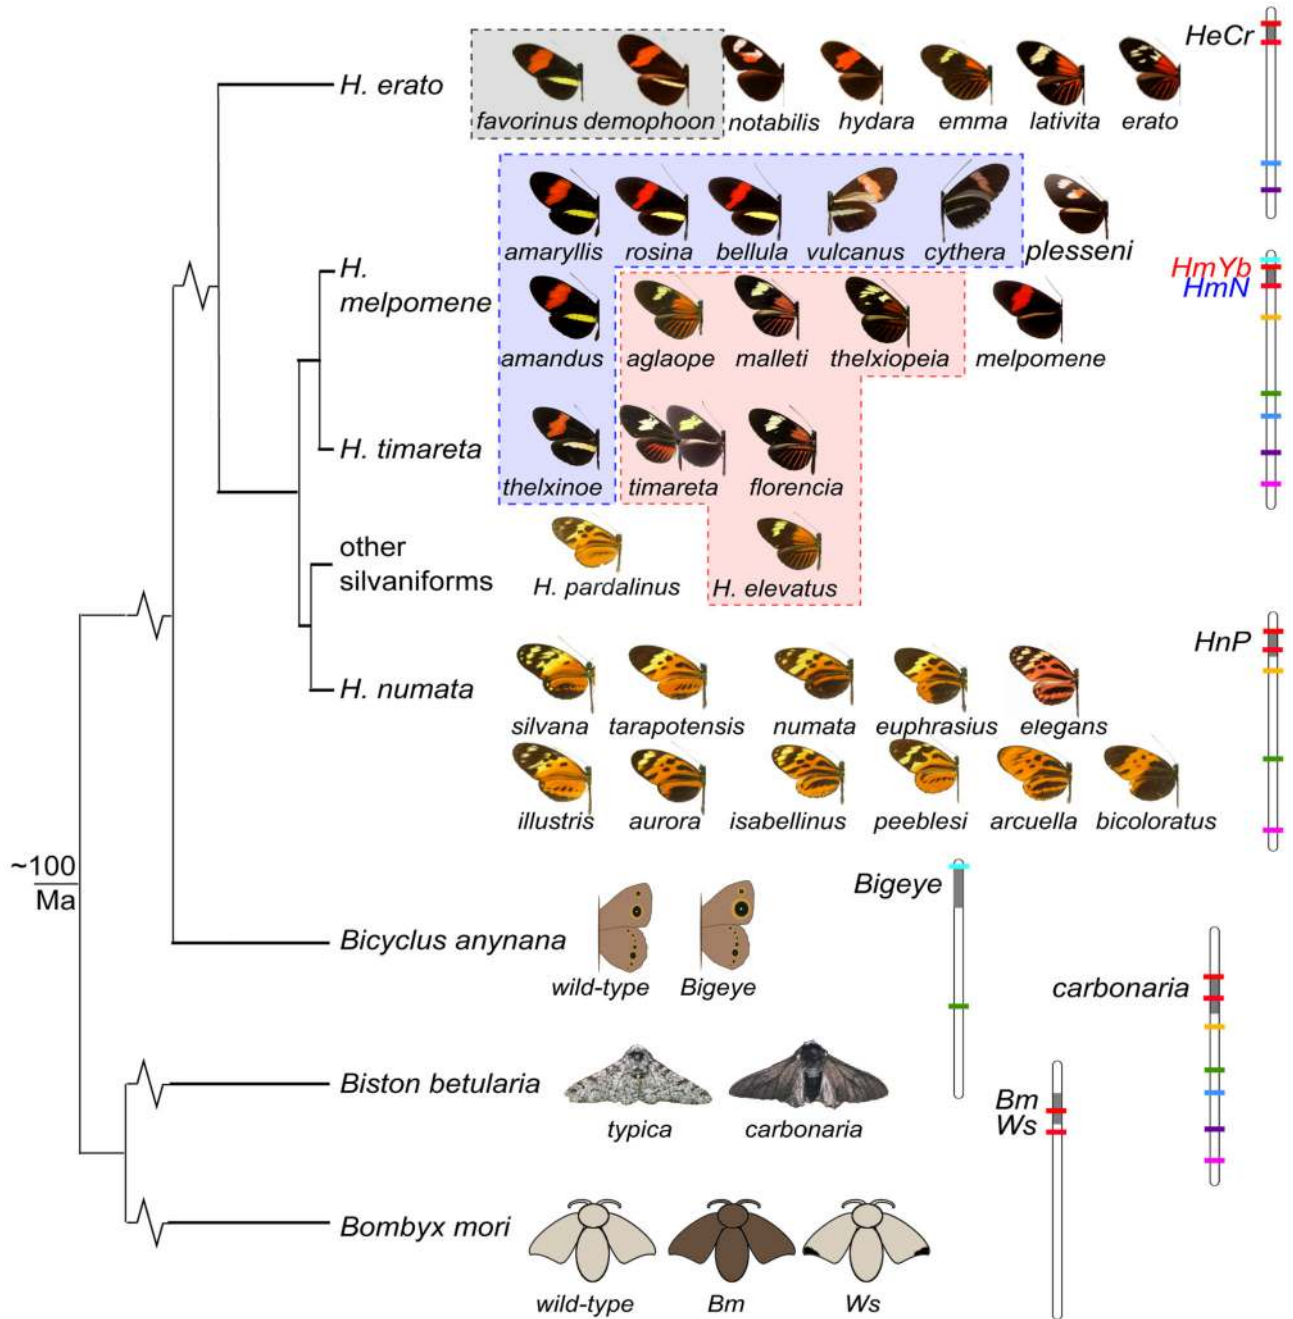 HeCr
H. erato
favorinus demophoon notabilis hydara emma lativita erato
amaryllis rosina bellula vulcanus cythera plesseni
H.
melpomene
HmYb
HmN
amandus aglaope malleti thelxiopeia melpomene
H. timareta
thelxinoe timareta florencia
other
silvaniforms
H. pardalinus H. elevatus
HnP
H. numata
silvana tarapotensis numata euphrasius elegans
illustris aurora isabellinus peeblesi arcuella bicoloratus
~100
Ma
Bigeye
Bicyclus anynana
wild-type Bigeye
carbonaria
Biston betularia
typica carbonaria
Bm
Ws
Bombyx mori
wild-type Bm Ws